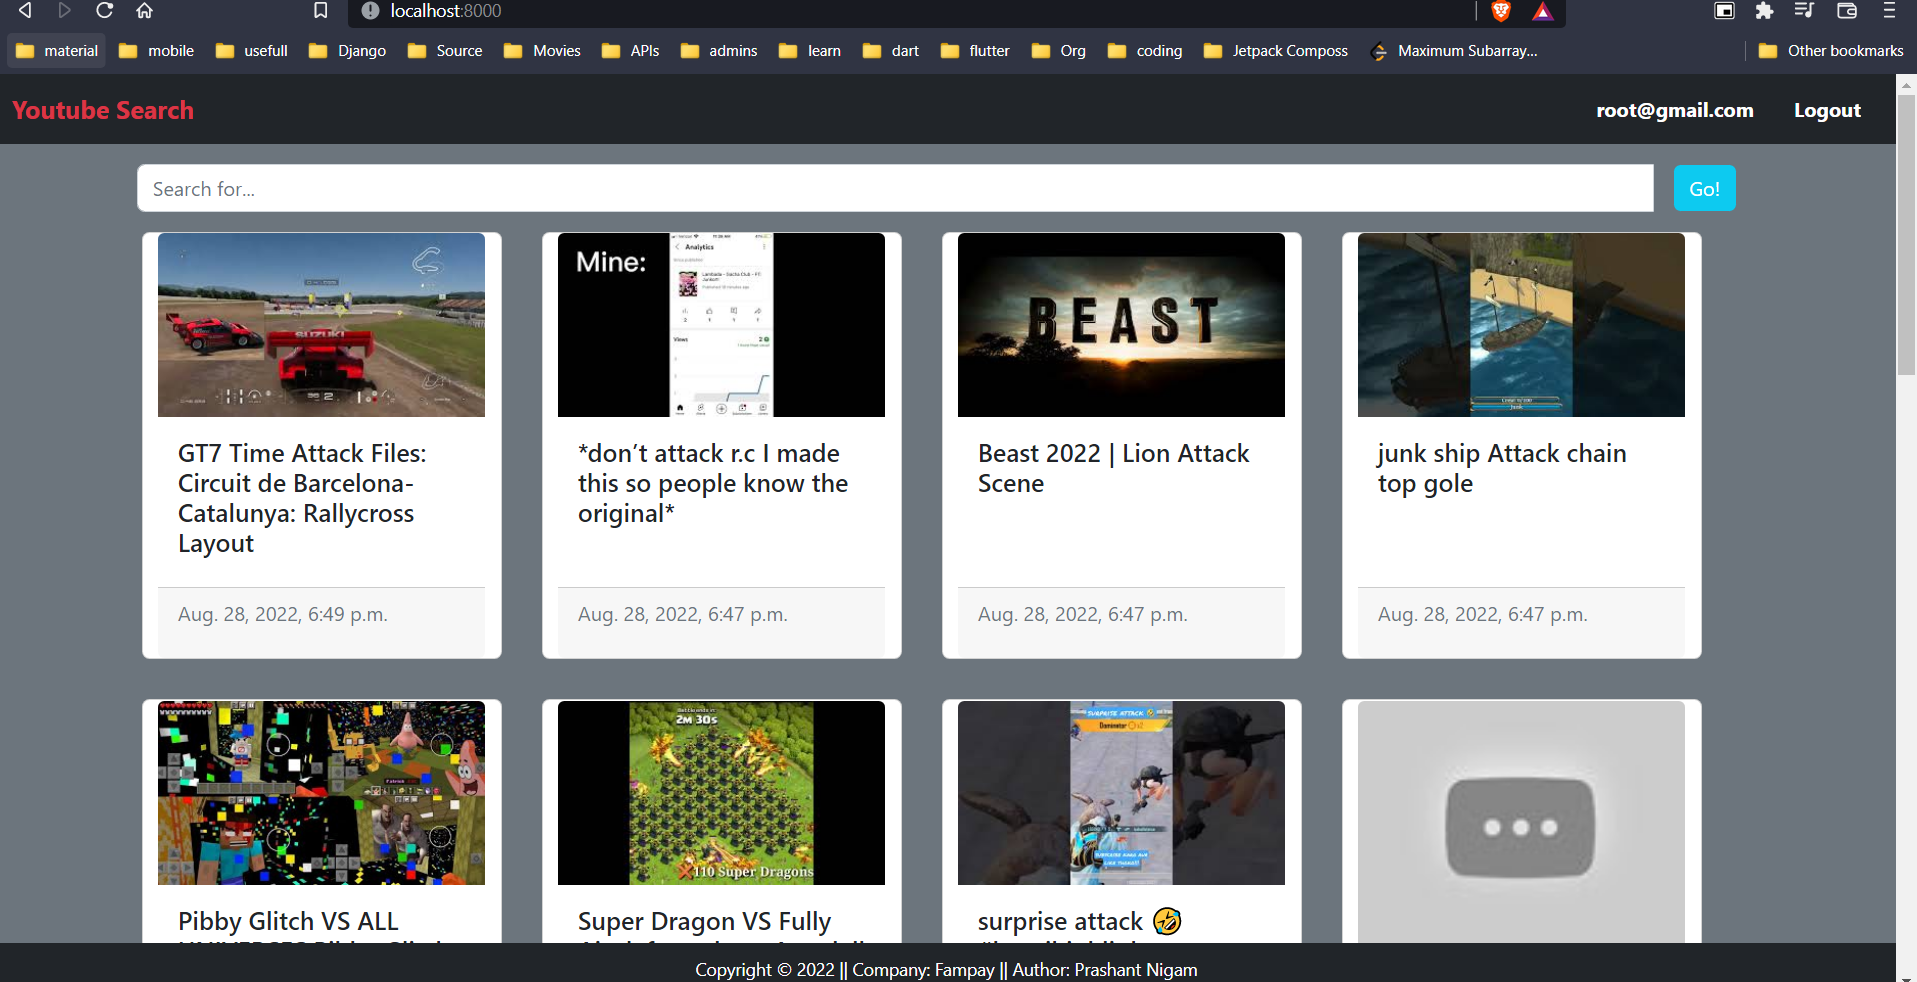 localhost:8000
material mobile usefull Django Source Movies APIs admins learn dart flutter Org coding Jetpack Composs Maximum Subarray... Other bookmarks
Youtube Search root@gmail.com Logout
Search for... Go!
Mine:
Analytics
Views
SUZUKI
BEAST
GT7 Time Attack Files:
Circuit de Barcelona-
Catalunya: Rallycross
Layout
*don’t attack r.c I made
this so people know the
original*
Beast 2022 | Lion Attack
Scene
junk ship Attack chain
top gole
Aug. 28, 2022, 6:49 p.m.
Aug. 28, 2022, 6:47 p.m.
Aug. 28, 2022, 6:47 p.m.
Aug. 28, 2022, 6:47 p.m.
2M 30s
110 Super Dragons
SURPRISE ATTACK
Dominator
Pibby Glitch VS ALL
Super Dragon VS Fully
surprise attack 🤣
Copyright © 2022 || Company: Fampay || Author: Prashant Nigam